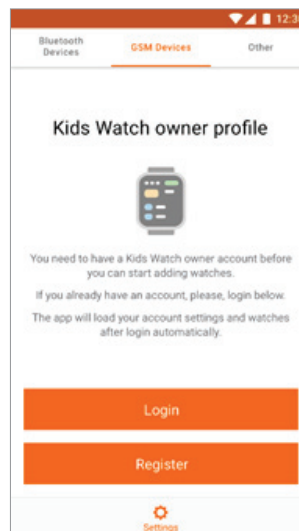 12:30
Bluetooth
Devices
GSM Devices
Other
Kids Watch owner profile
You need to have a Kids Watch owner account before
you can start adding watches.
If you already have an account, please, login below.
The app will load your account settings and watches
after login automatically.
Login
Register
Settings